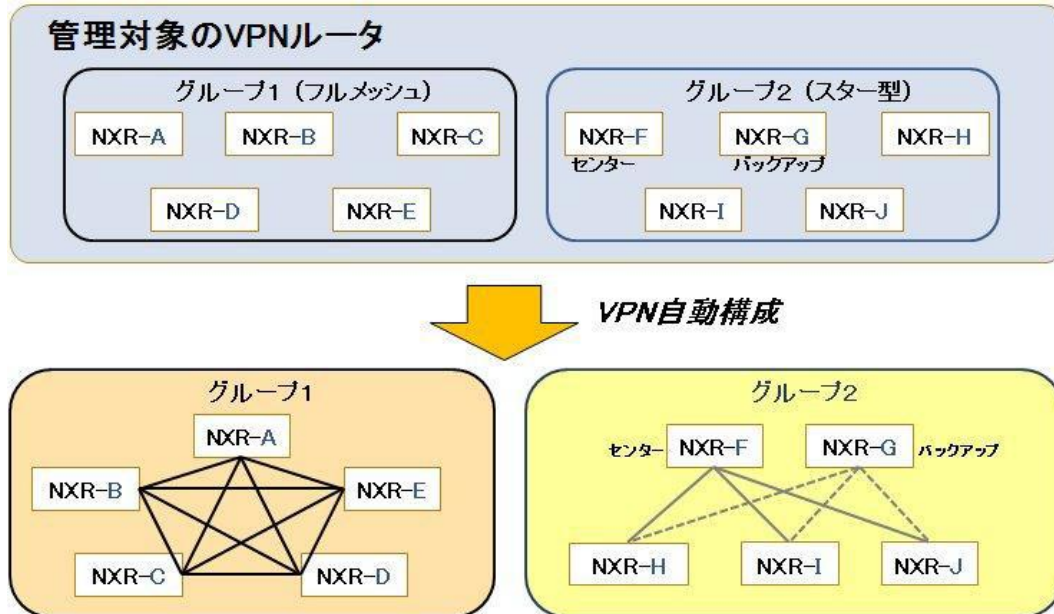 管理対象のVPNルータ
グループ1（フルメッシュ）
NXR-A NXR-B NXR-C
NXR-D NXR-E
グループ2（スター型）
NXR-F NXR-G NXR-H
センター バックアップ
NXR-I NXR-J
VPN自動構成
グループ1
NXR-A
NXR-B NXR-E
NXR-C NXR-D
グループ2
センター NXR-F NXR-G バックアップ
NXR-H NXR-I NXR-J